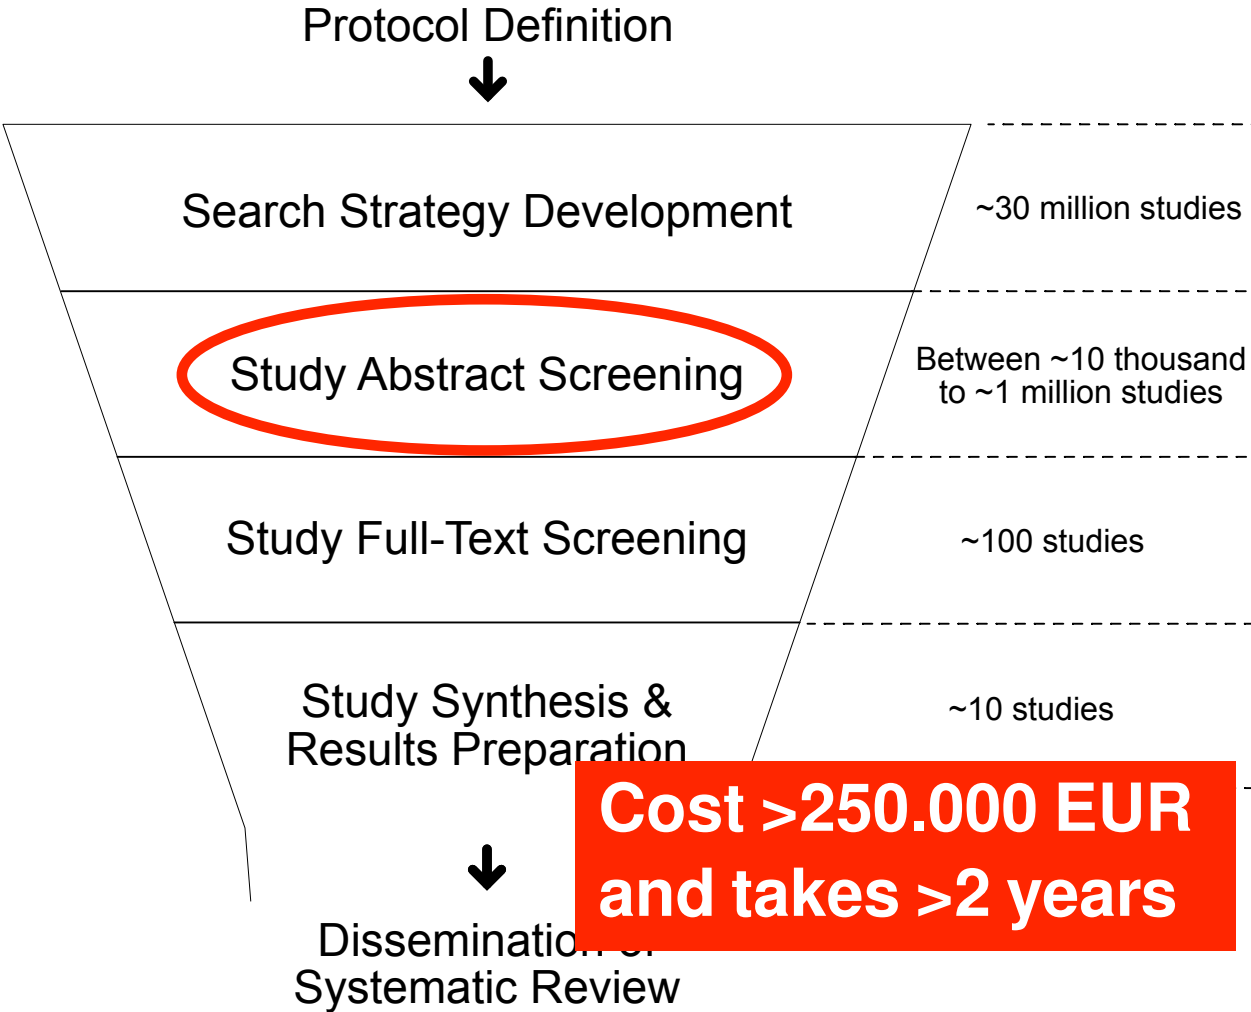 Protocol Definition
Search Strategy Development
~30 million studies
Study Abstract Screening
Between ~10 thousand
to ~1 million studies
Study Full-Text Screening
~100 studies
Study Synthesis &
Results Preparation
~10 studies
Cost >250.000 EUR
and takes >2 years
Dissemination of
Systematic Review